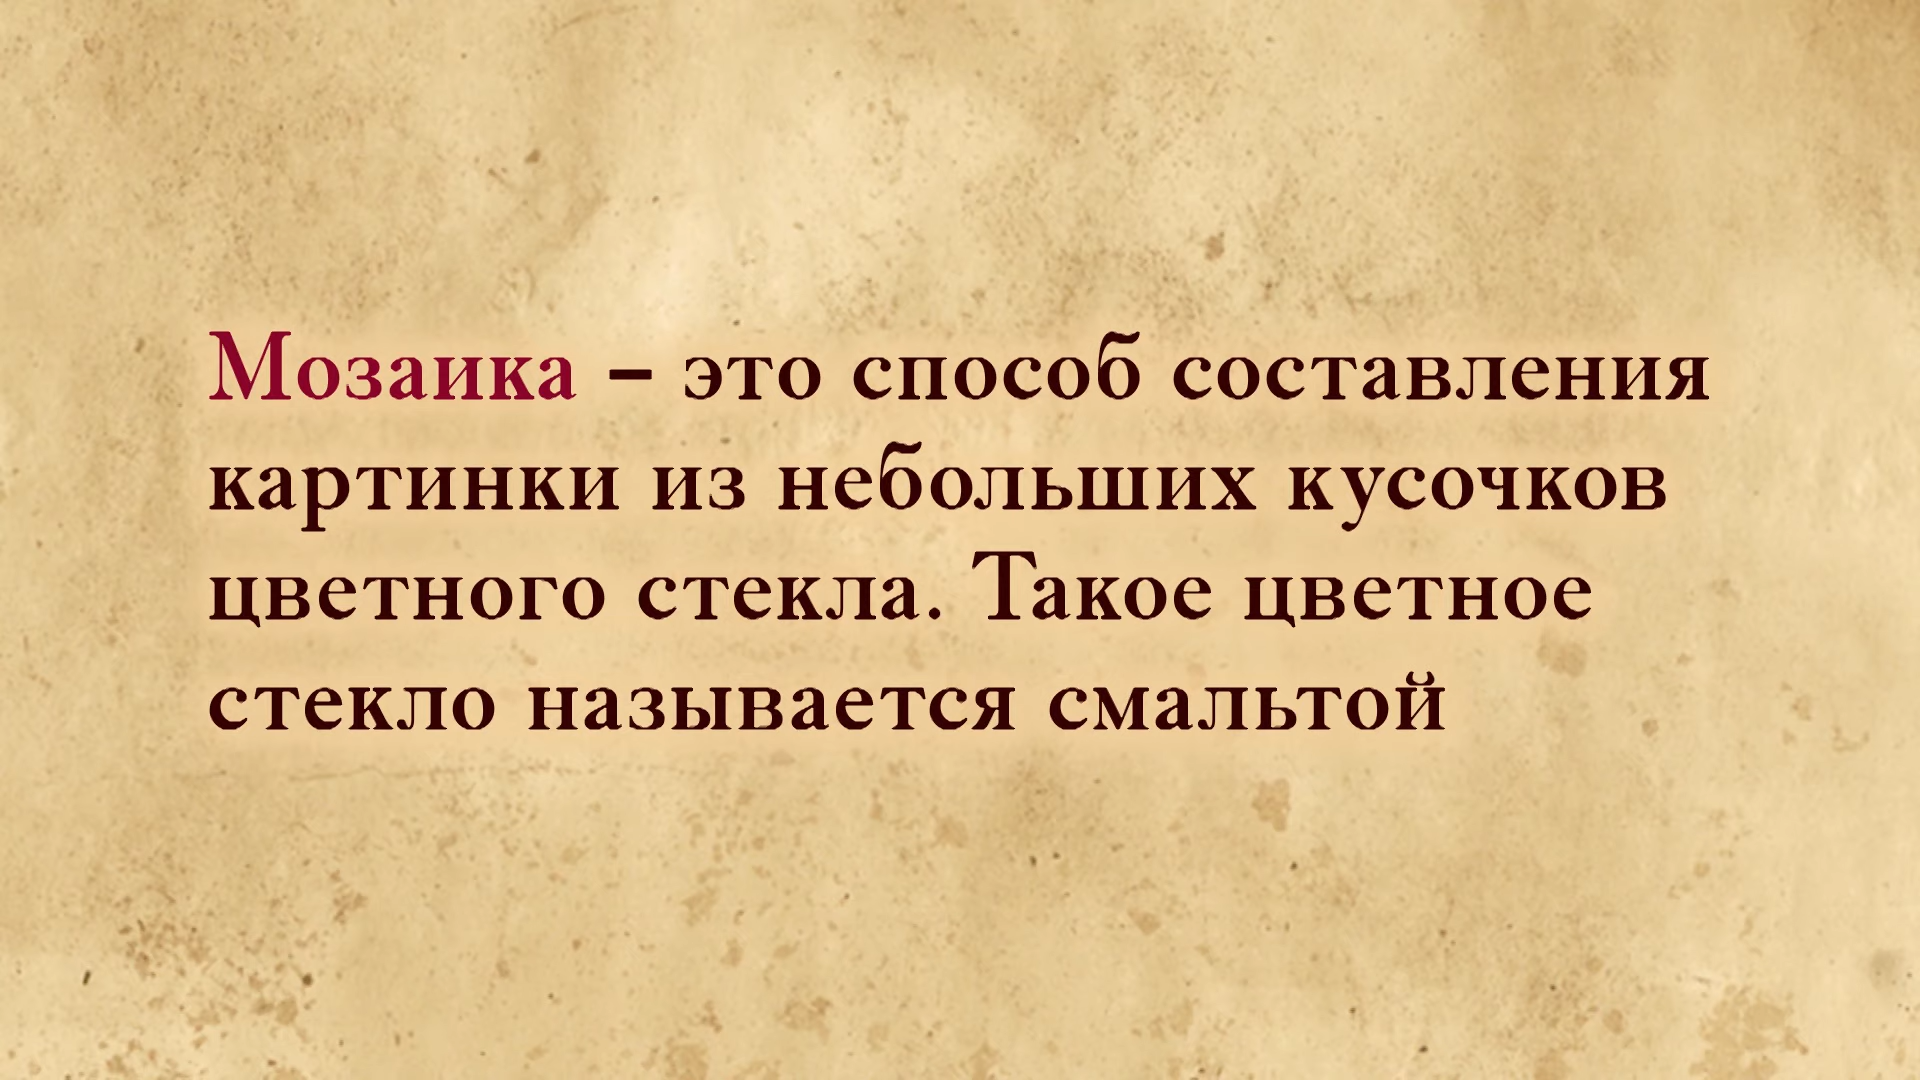 Мозаика – это способ составления
картинки из небольших кусочков
цветного стекла. Такое цветное
стекло называется смальтой